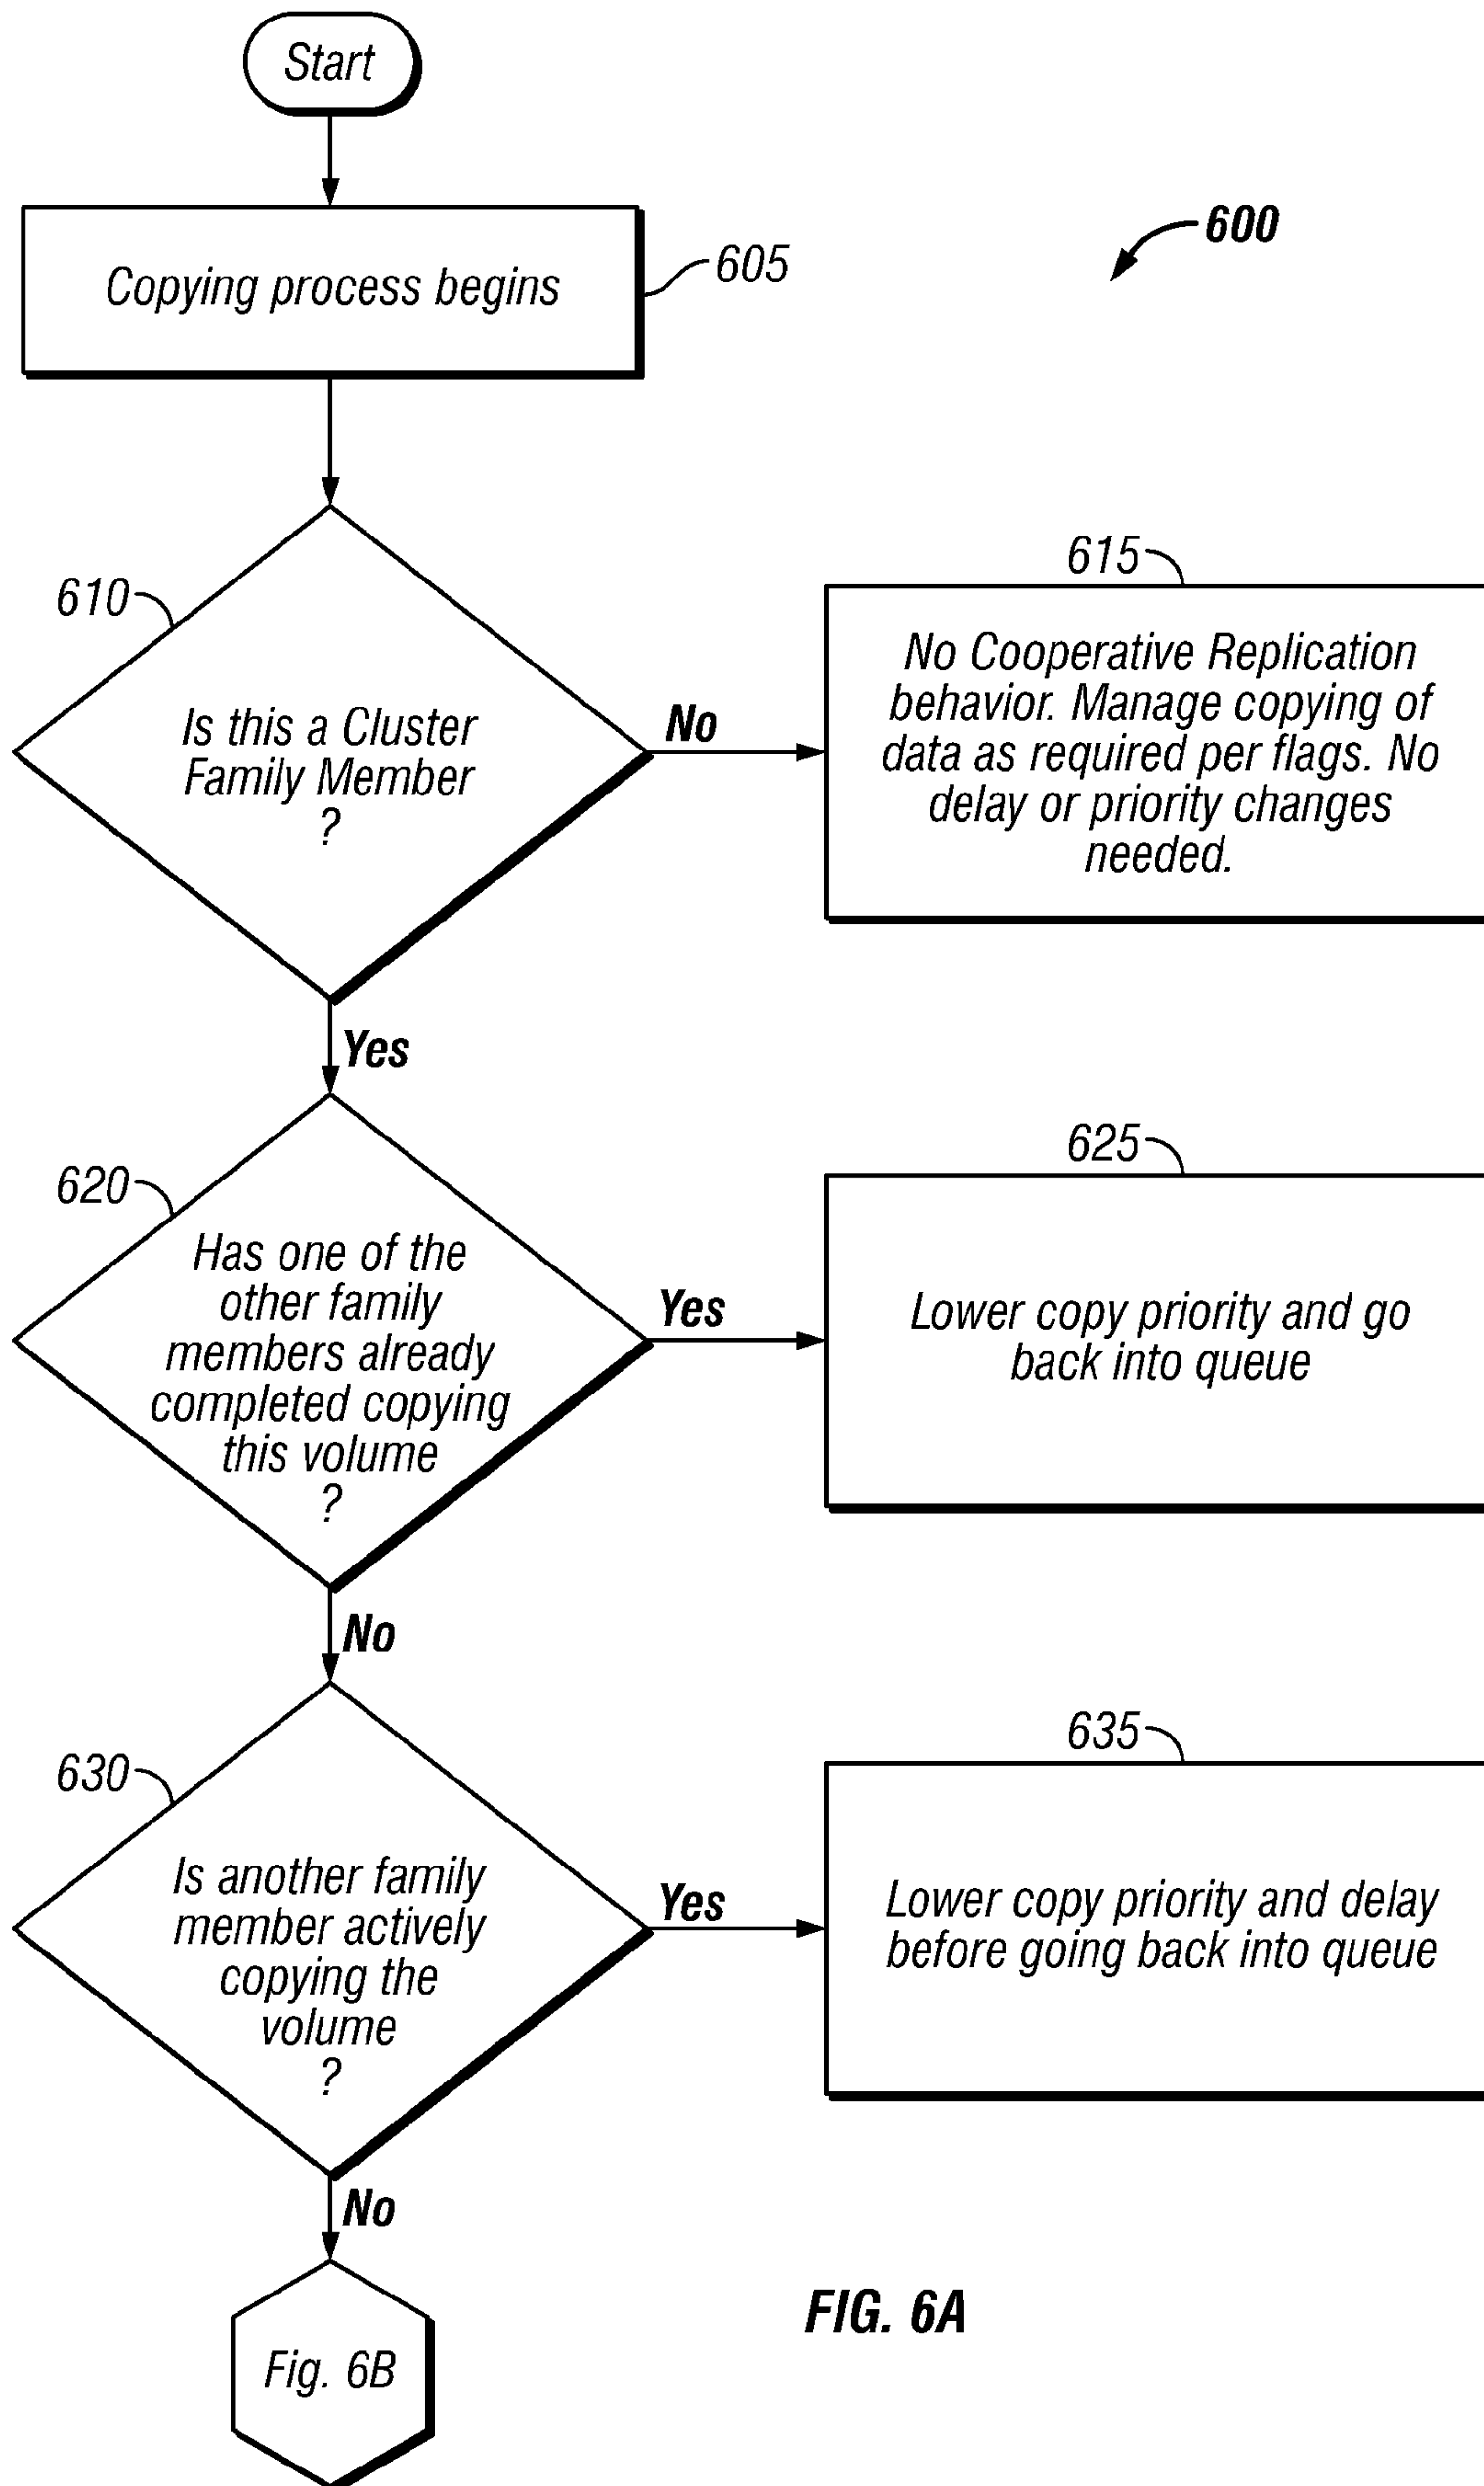 Start
600
Copying process begins
605
610
Is this a Cluster
Family Member
?
No
615
No Cooperative Replication
behavior. Manage copying of
data as required per flags. No
delay or priority changes
needed.
Yes
620
Has one of the
other family
members already
completed copying
this volume
?
Yes
625
Lower copy priority and go
back into queue
No
630
Is another family
member actively
copying the
volume
?
Yes
635
Lower copy priority and delay
before going back into queue
No
Fig. 6B
FIG. 6A